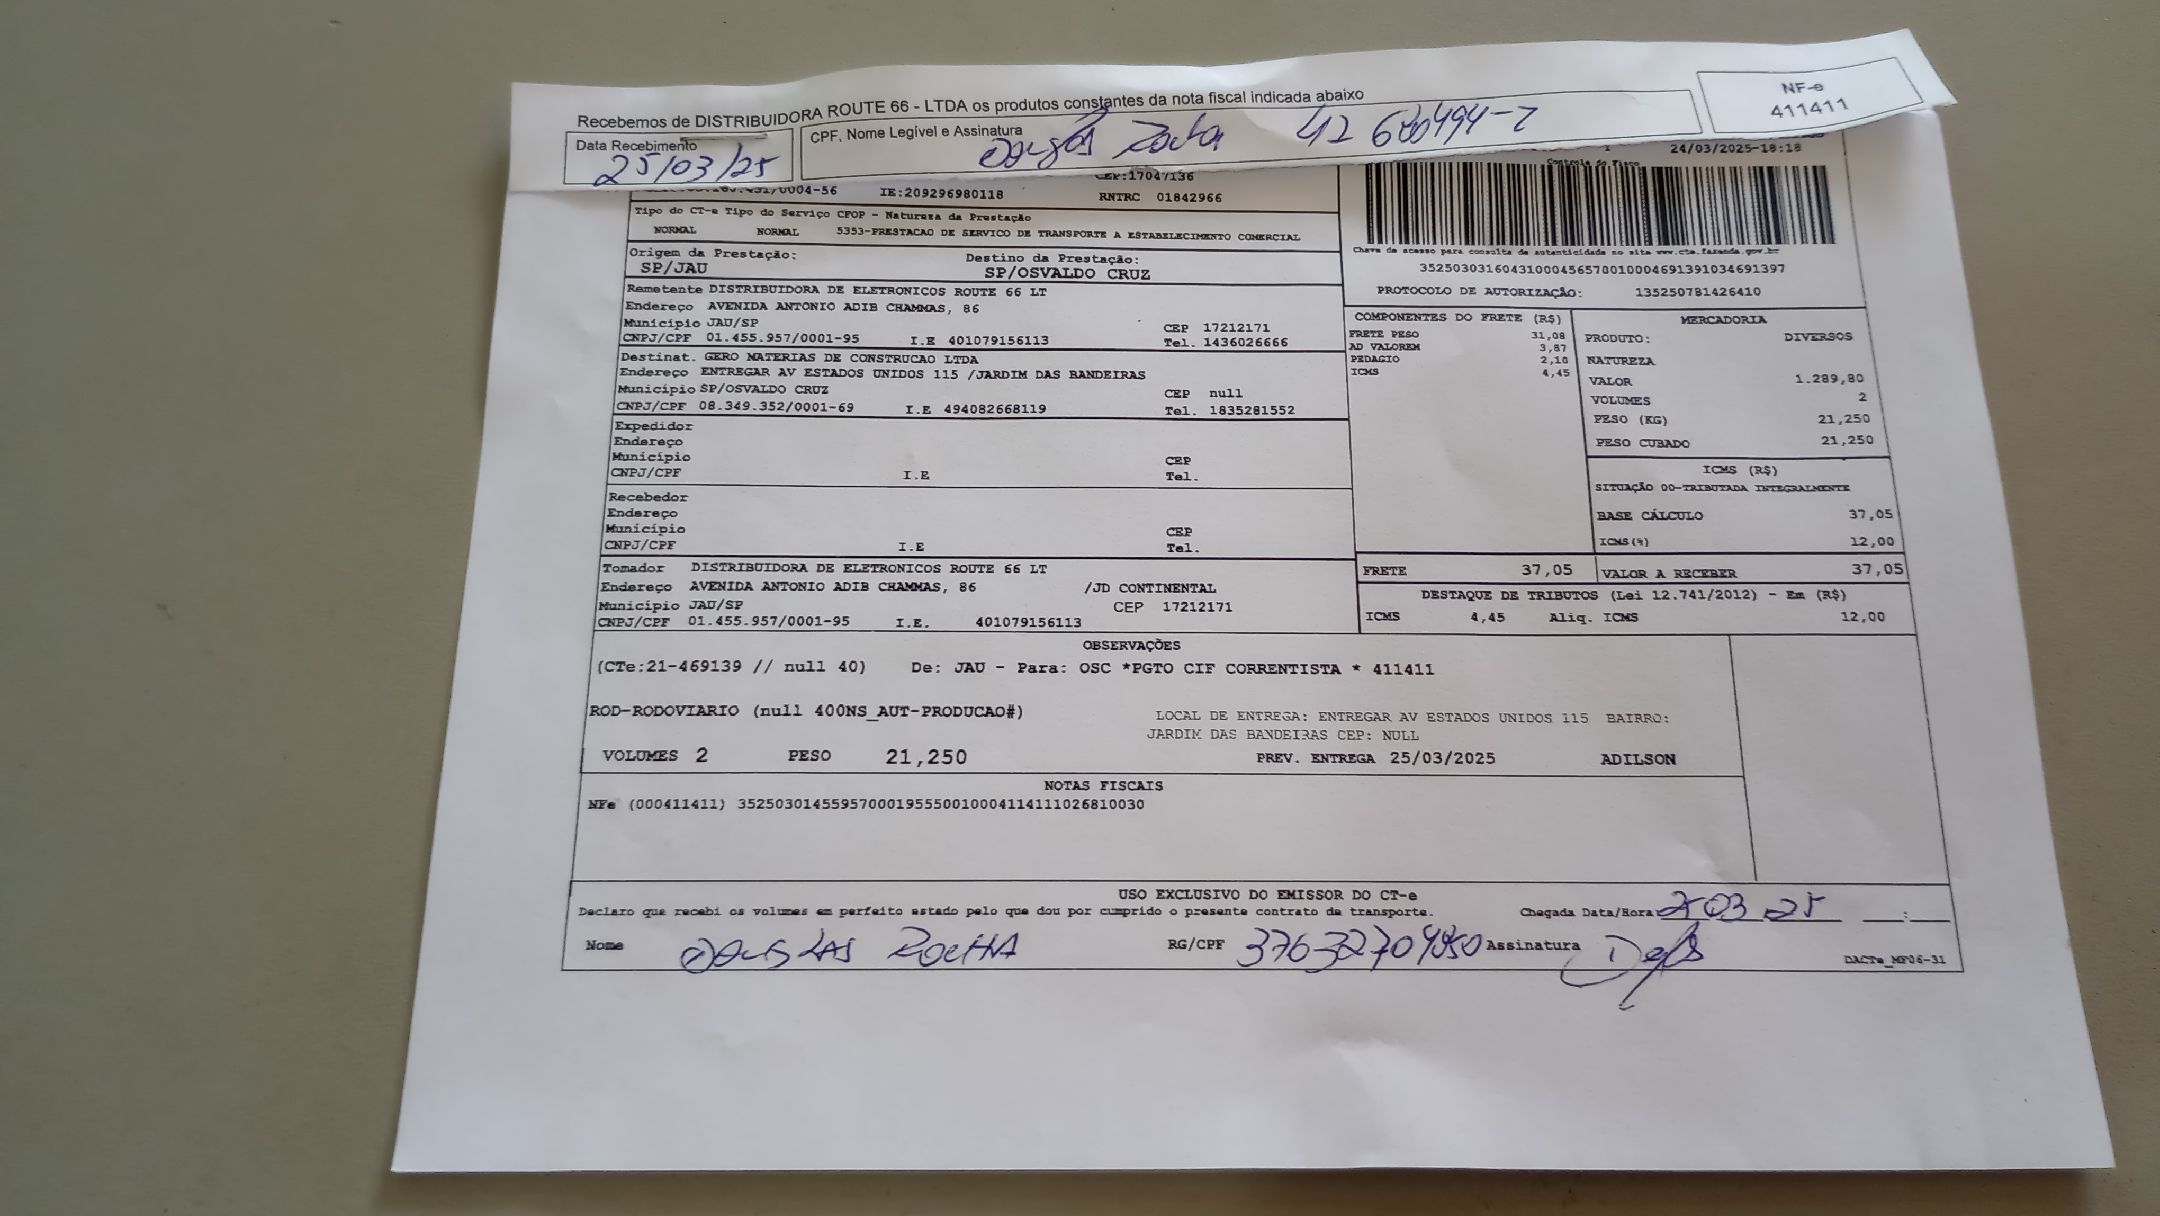 Recebemos de DISTRIBUIDORA ROUTE 66 - LTDA os produtos constantes da nota fiscal indicada abaixo
NF-e
411411
Data Recebimento
25/03/25
CPF, Nome Legível e Assinatura
24/03/2025-18:18
Controle do Fisco
/0004-56 IE:209296980118
CEP:17047136
RNTRC 01842966
Tipo do CT-e Tipo do Serviço CFOP - Natureza da Prestação
NORMAL NORMAL 5353-PRESTACAO DE SERVICO DE TRANSPORTE A ESTABELECIMENTO COMERCIAL
Origem da Prestação: Destino da Prestação:
SP/JAU SP/OSVALDO CRUZ
Chave de acesso para consulta de autenticidade no site www.cte.fazenda.gov.br
35250303160431000456570010004691391034691397
PROTOCOLO DE AUTORIZAÇÃO: 135250781426410
Remetente DISTRIBUIDORA DE ELETRONICOS ROUTE 66 LT
Endereço AVENIDA ANTONIO ADIB CHAMMAS, 86
Município JAU/SP CEP 17212171
CNPJ/CPF 01.455.957/0001-95 I.E 401079156113 Tel. 1436026666
Destinat. GERO MATERIAS DE CONSTRUCAO LTDA
Endereço ENTREGAR AV ESTADOS UNIDOS 115 /JARDIM DAS BANDEIRAS
Município SP/OSVALDO CRUZ CEP null
CNPJ/CPF 08.349.352/0001-69 I.E 494082668119 Tel. 1835281552
Expedidor
Endereço
Município CEP
CNPJ/CPF I.E Tel.
Recebedor
Endereço
Município CEP
CNPJ/CPF I.E Tel.
Tomador DISTRIBUIDORA DE ELETRONICOS ROUTE 66 LT
Endereço AVENIDA ANTONIO ADIB CHAMMAS, 86 /JD CONTINENTAL
Município JAU/SP CEP 17212171
CNPJ/CPF 01.455.957/0001-95 I.E. 401079156113
COMPONENTES DO FRETE (R$)
FRETE PESO 31,08
AD VALOREM 3,87
PEDAGIO 2,10
ICMS 4,45
MERCADORIA
PRODUTO: DIVERSOS
NATUREZA
VALOR 1.289,80
VOLUMES 2
PESO (KG) 21,250
PESO CUBADO 21,250
ICMS (R$)
SITUAÇÃO 00-TRIBUTADA INTEGRALMENTE
BASE CÁLCULO 37,05
ICMS(%) 12,00
FRETE 37,05 VALOR A RECEBER 37,05
DESTAQUE DE TRIBUTOS (Lei 12.741/2012) - Em (R$)
ICMS 4,45 Aliq. ICMS 12,00
OBSERVAÇÕES
(CTe:21-469139 // null 40) De: JAU - Para: OSC *PGTO CIF CORRENTISTA * 411411
ROD-RODOVIARIO (null 400NS_AUT-PRODUCAO#)
LOCAL DE ENTREGA: ENTREGAR AV ESTADOS UNIDOS 115 BAIRRO:
JARDIM DAS BANDEIRAS CEP: NULL
VOLUMES 2 PESO 21,250 PREV. ENTREGA 25/03/2025 ADILSON
NOTAS FISCAIS
NFe (000411411) 35250301455957000195550010004114111026810030
USO EXCLUSIVO DO EMISSOR DO CT-e
Declaro que recebi os volumes em perfeito estado pelo que dou por cumprido o presente contrato de transporte. Chegada Data/Hora: 25 03 25 __:__
Nome DOUGLAS ROCHA RG/CPF Assinatura
DACTe_MF06-31